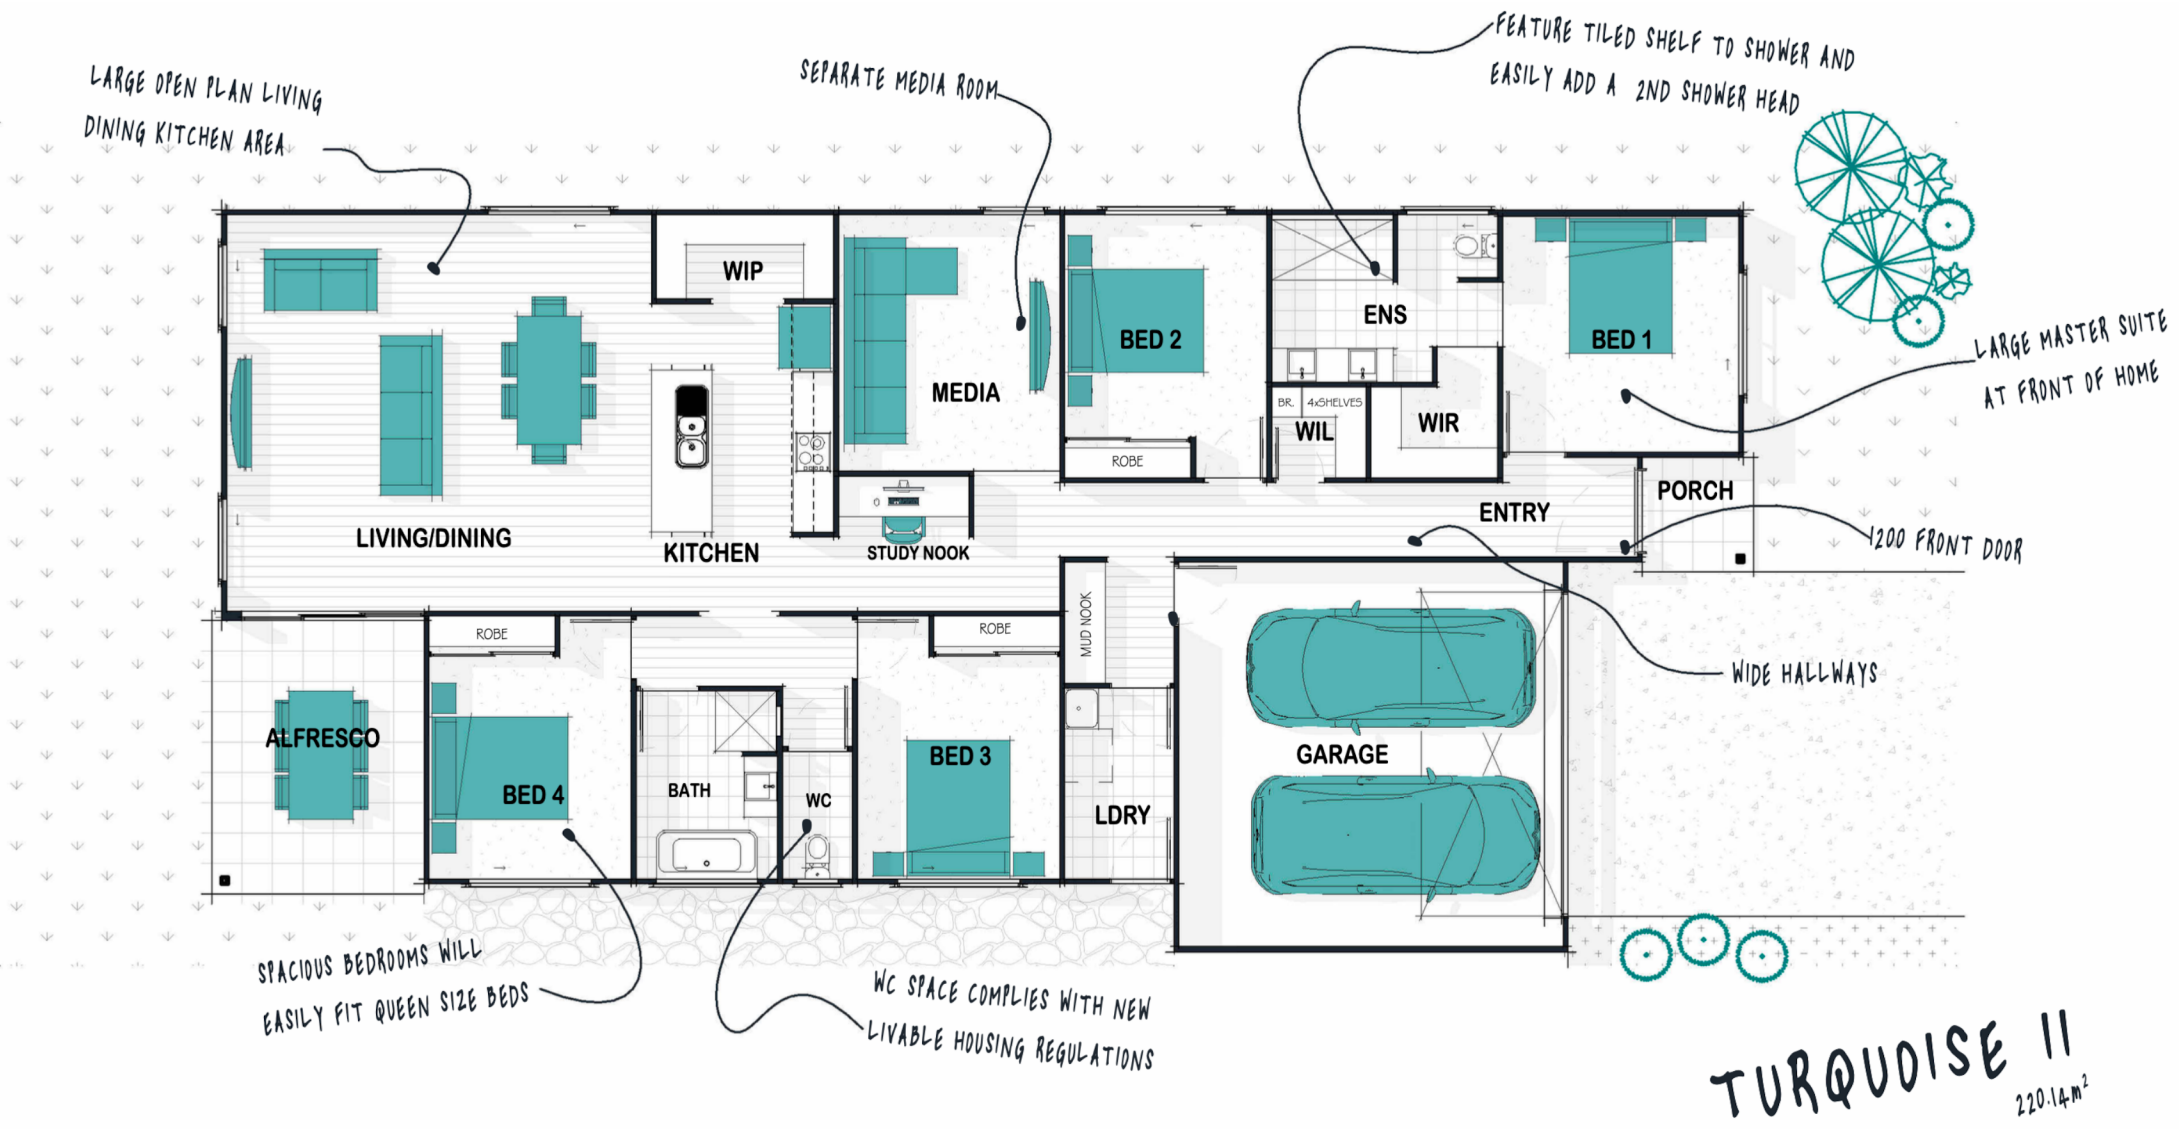 FEATURE TILED SHELF TO SHOWER AND
EASILY ADD A 2ND SHOWER HEAD
LARGE OPEN PLAN LIVING
DINING KITCHEN AREA
SEPARATE MEDIA ROOM
WIP
MEDIA
BED 2
ROBE
ENS
BR.
4xSHELVES
WIL
WIR
BED 1
LARGE MASTER SUITE
AT FRONT OF HOME
LIVING/DINING
KITCHEN
STUDY NOOK
ENTRY
PORCH
1200 FRONT DOOR
ROBE
ROBE
MUD NOOK
WIDE HALLWAYS
ALFRESCO
BED 4
BATH
WC
BED 3
LDRY
GARAGE
SPACIOUS BEDROOMS WILL
EASILY FIT QUEEN SIZE BEDS
WC SPACE COMPLIES WITH NEW
LIVABLE HOUSING REGULATIONS
TURQUOISE II
220.14m²